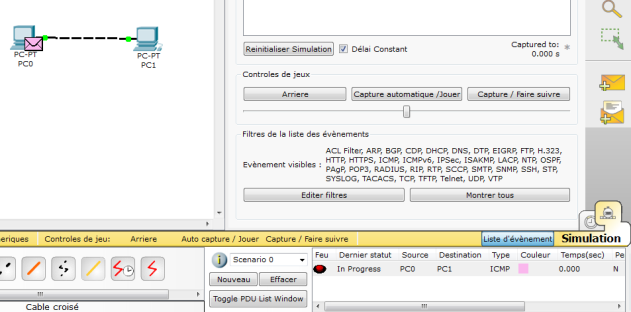 PC-PT
PC0
PC-PT
PC1
Reinitialiser Simulation
Délai Constant
Captured to:
0.000 s
*
Controles de jeux
Arriere
Capture automatique /Jouer
Capture / Faire suivre
Filtres de la liste des évènements
Evènement visibles :
ACL Filter, ARP, BGP, CDP, DHCP, DNS, DTP, EIGRP, FTP, H.323,
HTTP, HTTPS, ICMP, ICMPv6, IPSec, ISAKMP, LACP, NTP, OSPF,
PAgP, POP3, RADIUS, RIP, RTP, SCCP, SMTP, SNMP, SSH, STP,
SYSLOG, TACACS, TCP, TFTP, Telnet, UDP, VTP
Editer filtres
Montrer tous
eriques Controles de jeu: Arriere Auto capture / Jouer Capture / Faire suivre
Liste d'évènement
Simulation
Scenario 0
Nouveau
Effacer
Toggle PDU List Window
Feu Dernier statut Source Destination Type Couleur Temps(sec) Pe
In Progress PC0 PC1 ICMP 0.000 N
Cable croisé